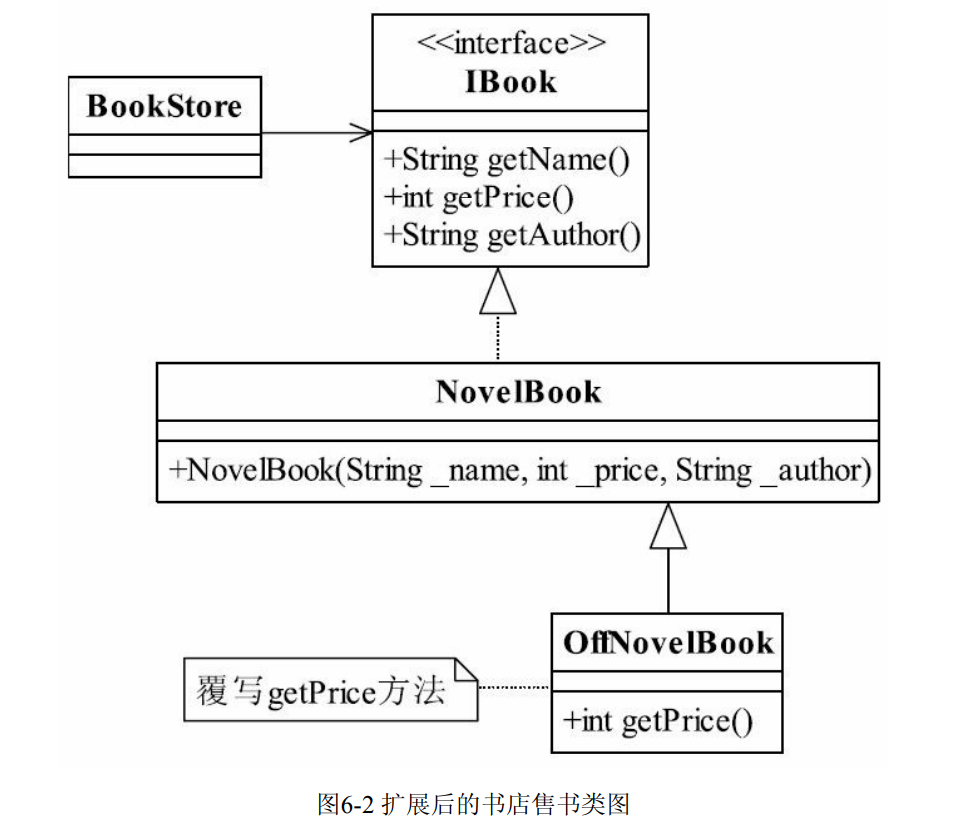 <<interface>>
IBook
BookStore
+String getName()
+int getPrice()
+String getAuthor()
NovelBook
+NovelBook(String _name, int _price, String _author)
OffNovelBook
覆写getPrice方法
+int getPrice()
图6-2 扩展后的书店售书类图